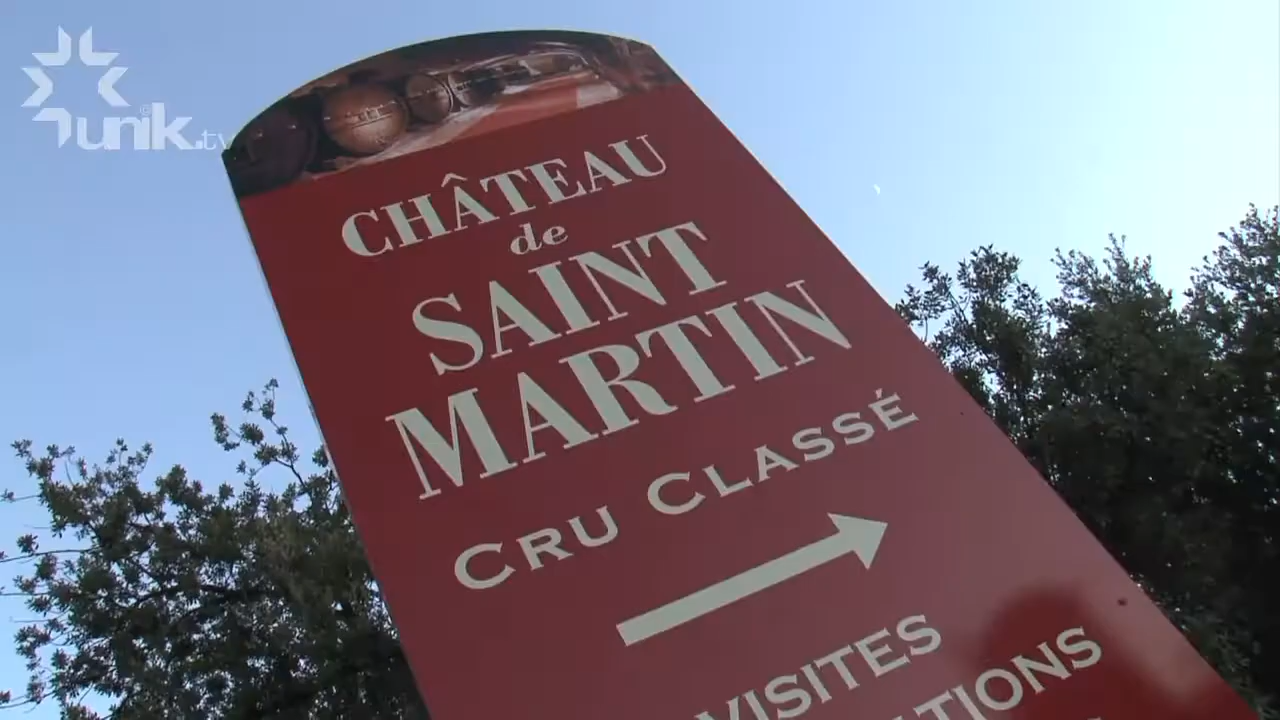 unik.tv
CHÂTEAU
de
SAINT
MARTIN
CRU CLASSÉ
VISITES